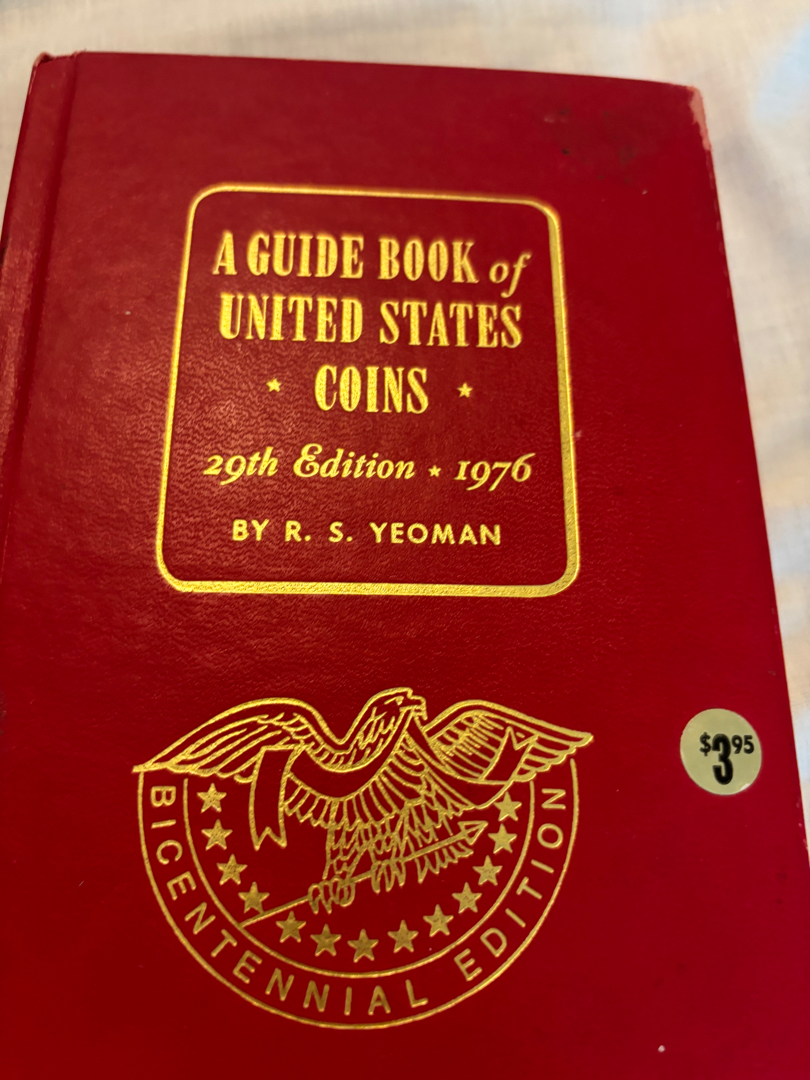 A GUIDE BOOK of
UNITED STATES
★ COINS ★
29th Edition ★ 1976
BY R. S. YEOMAN
$3.95
BICENTENNIAL EDITION